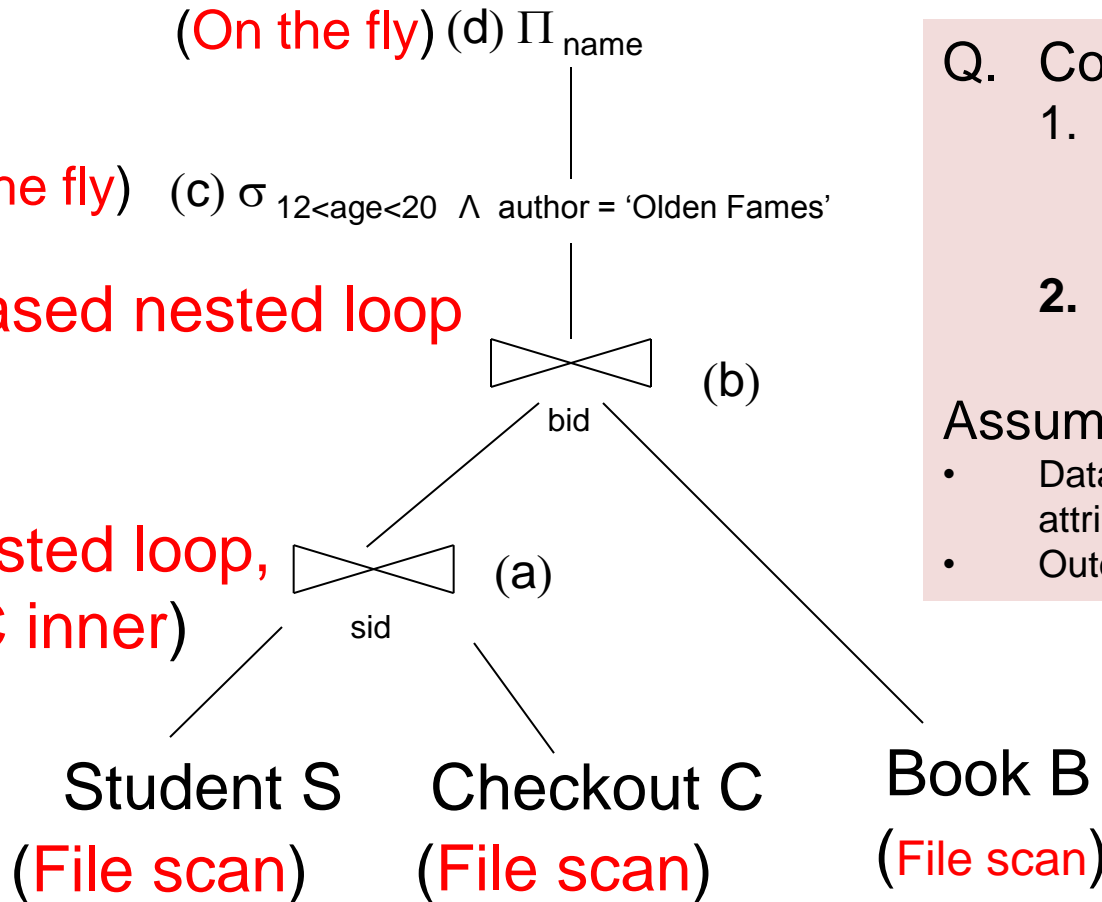 (On the fly) (d) Π name
he fly) (c) σ 12<age<20 Λ author = ‘Olden Fames’
ased nested loop
(b)
bid
sted loop,
C inner)
(a)
sid
Student S
(File scan)
Checkout C
(File scan)
Book B
(File scan)
Q. Co
1.
2.
Assum
• Data
attri
• Oute